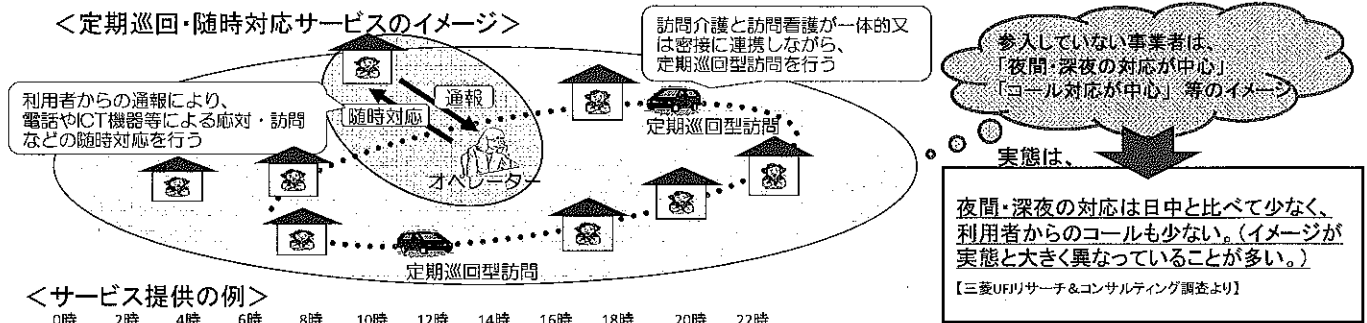 ＜定期巡回・随時対応サービスのイメージ＞
訪問介護と訪問看護が一体的又
は密接に連携しながら、
定期巡回型訪問を行う
参入していない事業者は、
「夜間・深夜の対応が中心」
「コール対応が中心」 等のイメージ
利用者からの通報により、
電話やICT機器等による応対・訪問
などの随時対応を行う
通報
随時対応
定期巡回型訪問
オペレーター
実態は、
夜間・深夜の対応は日中と比べて少なく、
利用者からのコールも少ない。（イメージが
実態と大きく異なっていることが多い。）
【三菱UFJリサーチ＆コンサルティング調査より】
定期巡回型訪問
＜サービス提供の例＞
0時 2時 4時 6時 8時 10時 12時 14時 16時 18時 20時 22時